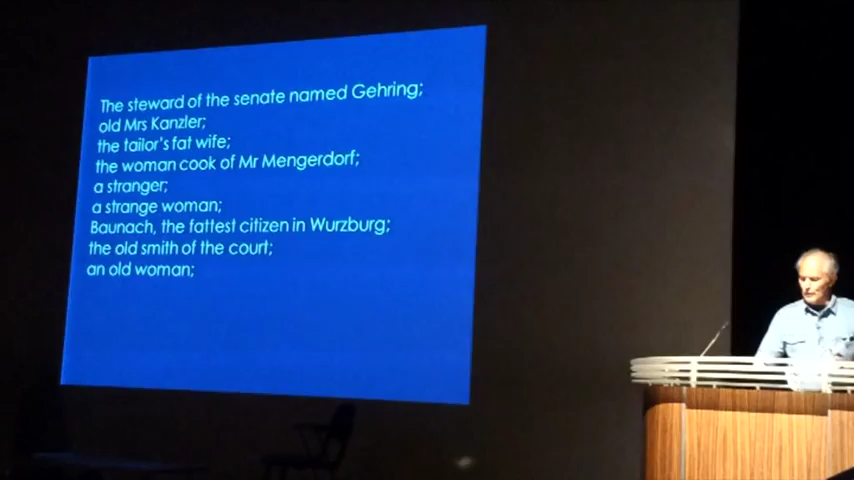 The steward of the senate named Gehring;
old Mrs Kanzler;
the tailor's fat wife;
the woman cook of Mr Mengerdorf;
a stranger;
a strange woman;
Baunach, the fattest citizen in Wurzburg;
the old smith of the court;
an old woman;